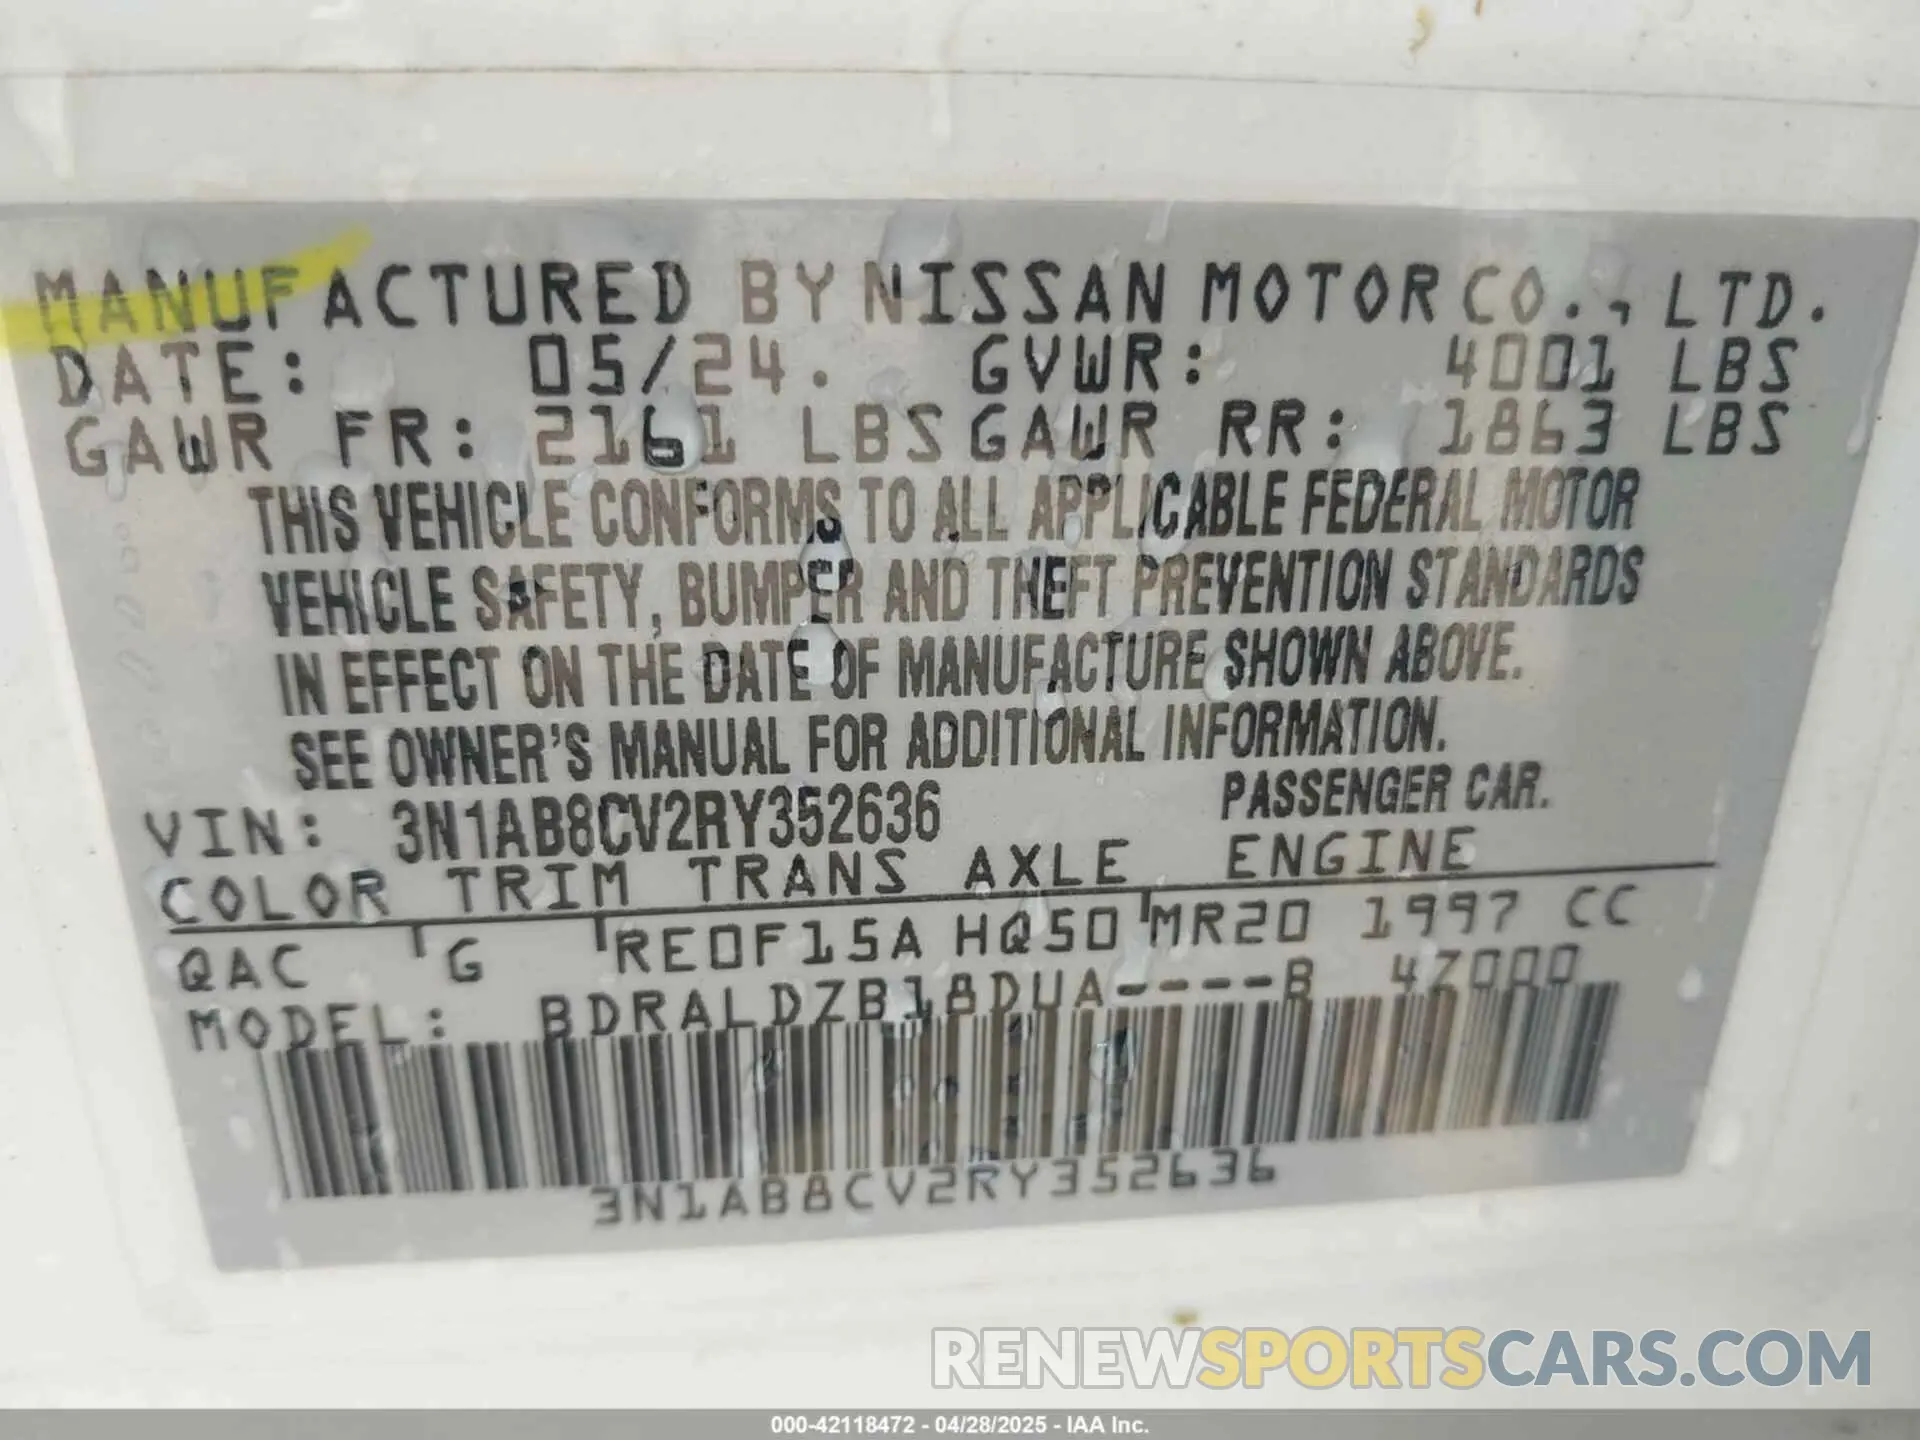 MANUFACTURED BY NISSAN MOTOR CO., LTD.
DATE: 05/24. GVWR: 4001 LBS
GAWR FR: 2161 LBS GAWR RR: 1863 LBS
THIS VEHICLE CONFORMS TO ALL APPLICABLE FEDERAL MOTOR
VEHICLE SAFETY, BUMPER AND THEFT PREVENTION STANDARDS
IN EFFECT ON THE DATE OF MANUFACTURE SHOWN ABOVE.
SEE OWNER'S MANUAL FOR ADDITIONAL INFORMATION.
VIN: 3N1AB8CV2RY352636 PASSENGER CAR.
COLOR TRIM TRANS AXLE ENGINE
QAC G RE0F15A HQ50 MR20 1997 CC
MODEL: BDRALDZB18DUA----B 4Z000
3N1AB8CV2RY352636
RENEWSPORTSCARS.COM
000-42118472 - 04/28/2025 - IAA Inc.